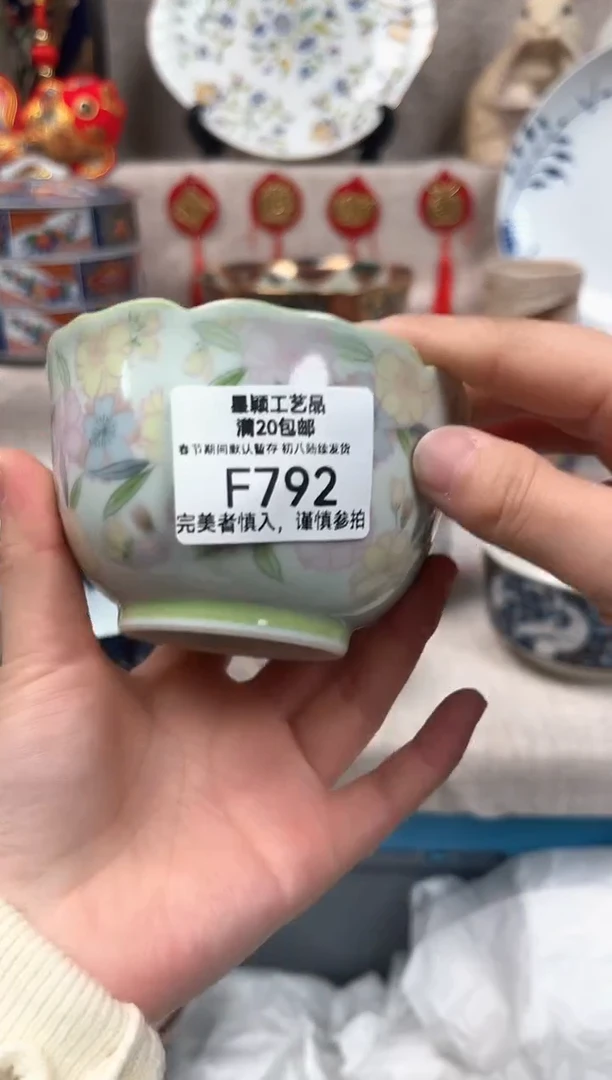 星颖工艺品
满20包邮
春节期间默认暂存 初八陆续发货
F792
完美者慎入，谨慎参拍